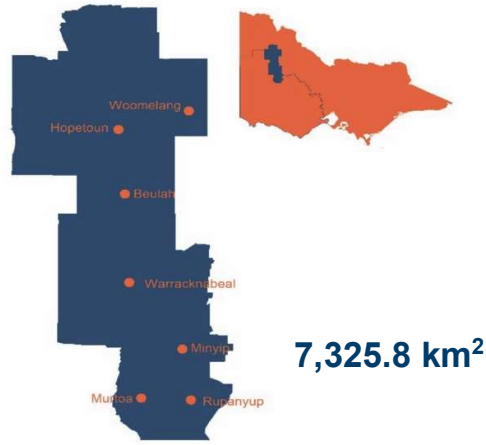 Woomelang
Hopetoun
Beulah
Warracknabeal
Minyip
7,325.8 km²
Murtoa
Rupanyup